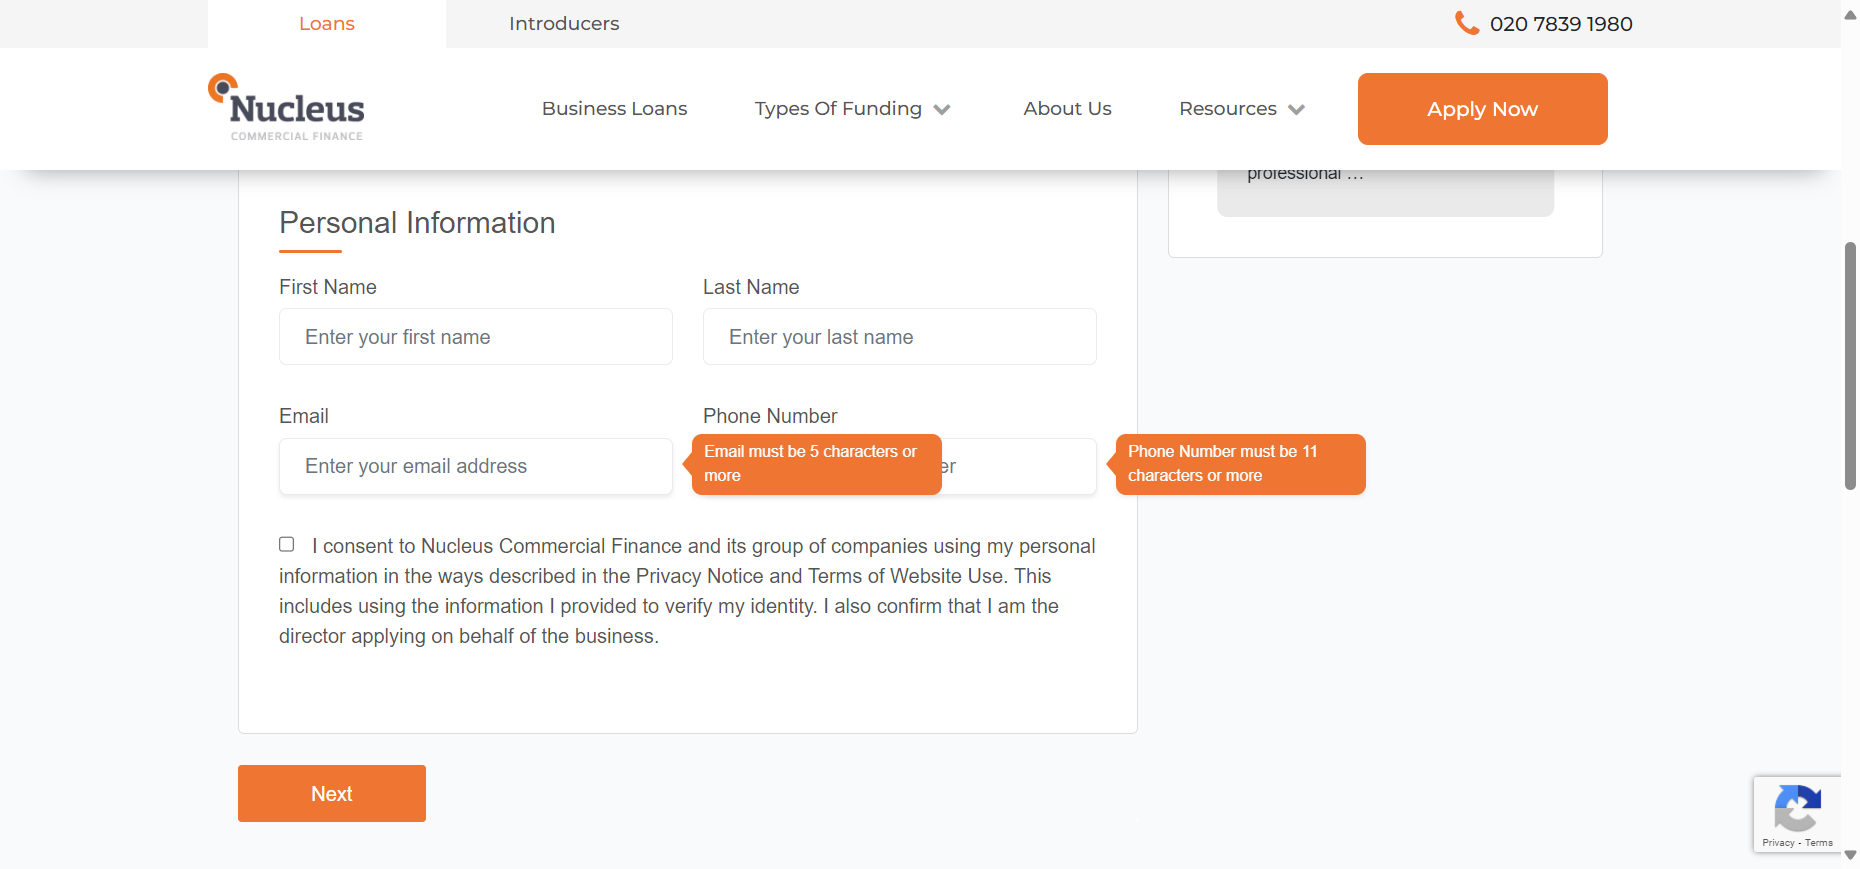 Loans
Introducers
020 7839 1980
Nucleus
COMMERCIAL FINANCE
Business Loans
Types Of Funding
About Us
Resources
Apply Now
professional …
Personal Information
First Name
Last Name
Enter your first name
Enter your last name
Email
Phone Number
Enter your email address
Email must be 5 characters or
more
er
Phone Number must be 11
characters or more
I consent to Nucleus Commercial Finance and its group of companies using my personal
information in the ways described in the Privacy Notice and Terms of Website Use. This
includes using the information I provided to verify my identity. I also confirm that I am the
director applying on behalf of the business.
Next
Privacy - Terms